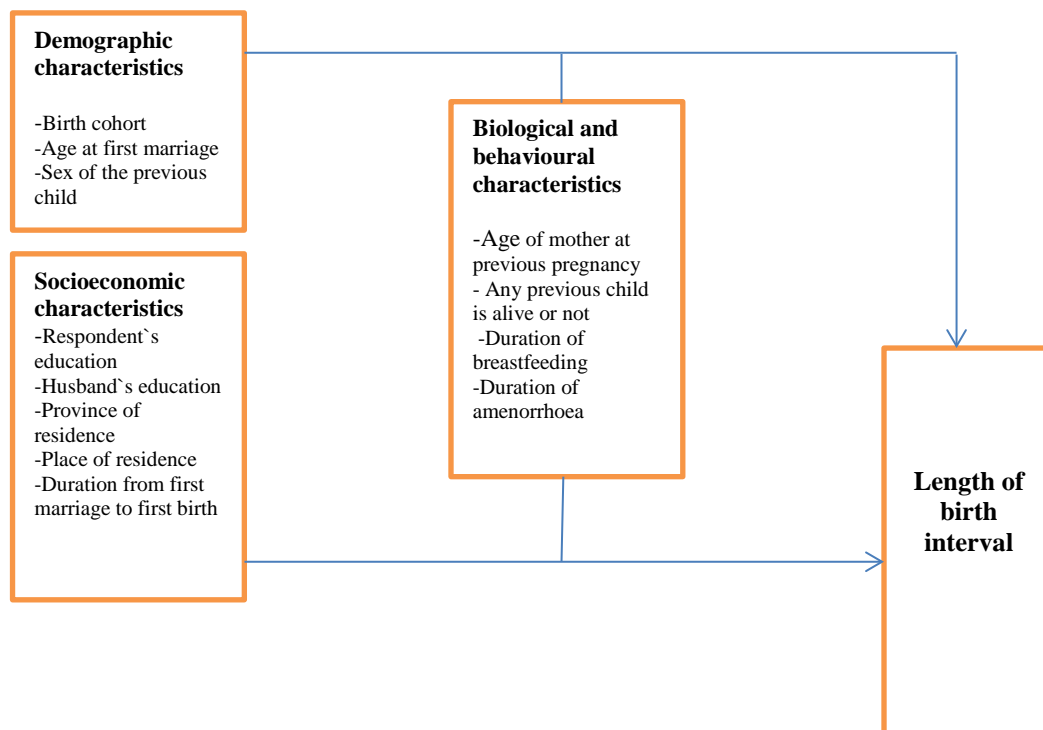 Demographic
characteristics
-Birth cohort
-Age at first marriage
-Sex of the previous
child
Socioeconomic
characteristics
-Respondent`s
education
-Husband`s education
-Province of
residence
-Place of residence
-Duration from first
marriage to first birth
Biological and
behavioural
characteristics
-Age of mother at
previous pregnancy
- Any previous child
is alive or not
-Duration of
breastfeeding
-Duration of
amenorrhoea
Length of
birth
interval